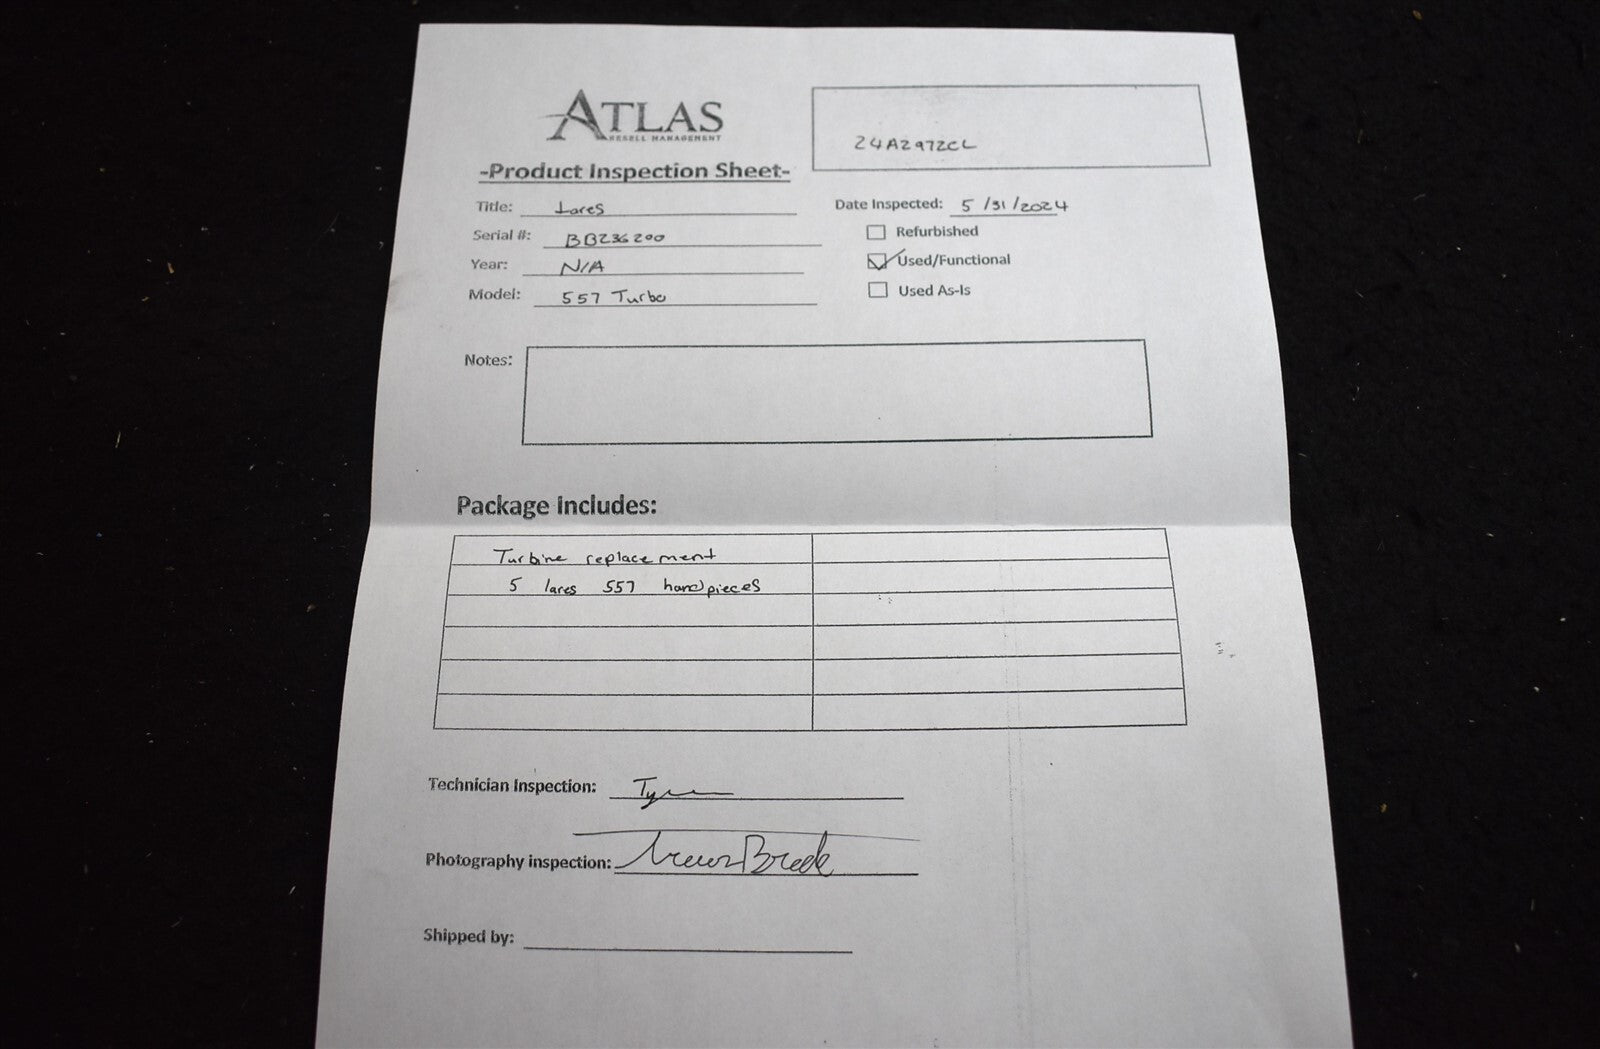 ATLAS
RESELL MANAGEMENT
24A2972CL
-Product Inspection Sheet-
Title: Lares
Date Inspected: 5/31/2024
Serial #: BB236200
Refurbished
Year: N/A
Used/Functional
Model: 557 Turbo
Used As-Is
Notes:
Package Includes:
Turbine replacement
5 lares 557 handpieces
Technician Inspection:
Photography inspection:
Shipped by: